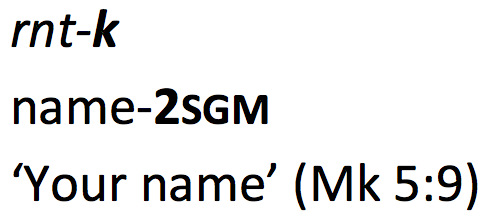 rnt-k
name-2SGM
‘Your name’ (Mk 5:9)